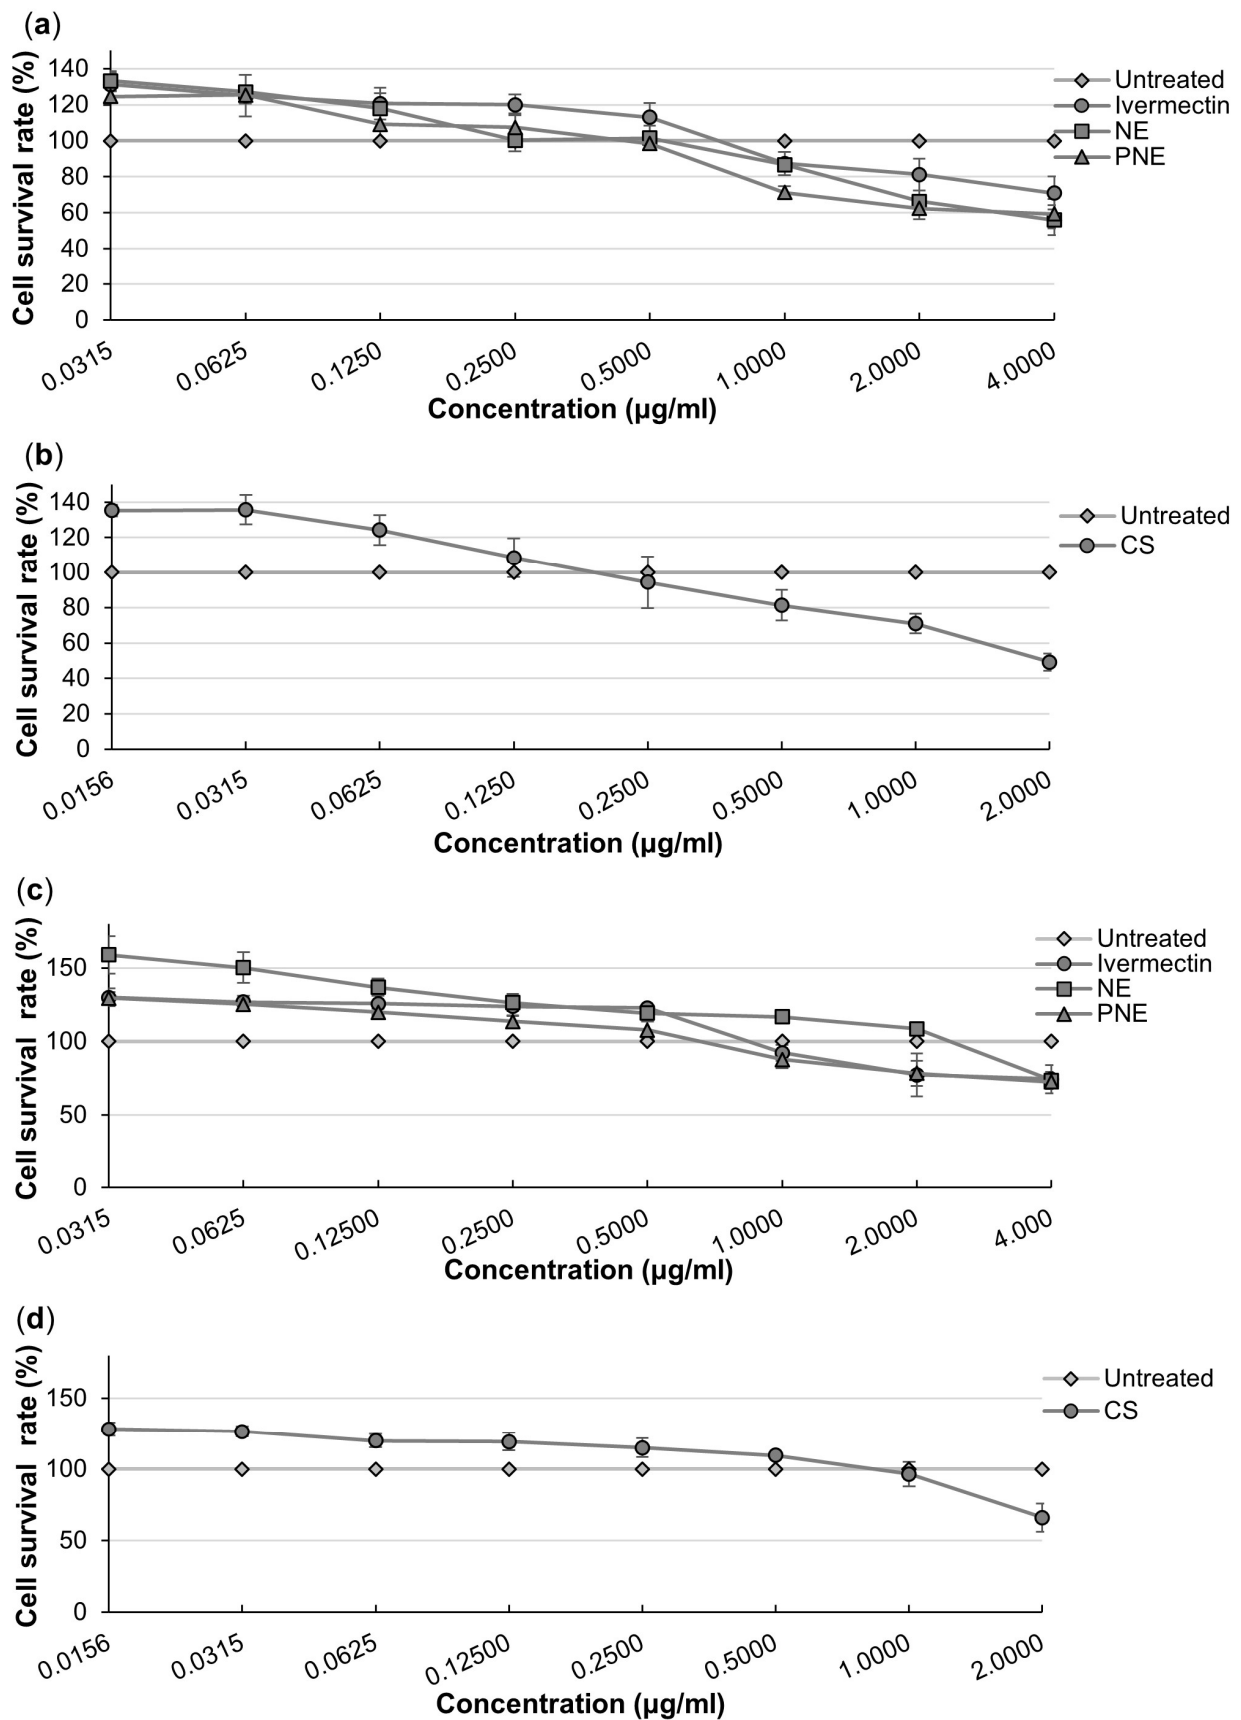 (a)
Cell survival rate (%)
140
120
100
80
60
40
20
0
0.0315
0.0625
0.1250
0.2500
0.5000
1.0000
2.0000
4.0000
Concentration (µg/ml)
Untreated
Ivermectin
NE
PNE
(b)
Cell survival rate (%)
140
120
100
80
60
40
20
0
0.0156
0.0315
0.0625
0.1250
0.2500
0.5000
1.0000
2.0000
Concentration (µg/ml)
Untreated
CS
(c)
Cell survival rate (%)
150
100
50
0
0.0315
0.0625
0.12500
0.2500
0.5000
1.0000
2.0000
4.000
Concentration (µg/ml)
Untreated
Ivermectin
NE
PNE
(d)
Cell survival rate (%)
150
100
50
0
0.0156
0.0315
0.0625
0.12500
0.2500
0.5000
1.0000
2.0000
Concentration (µg/ml)
Untreated
CS